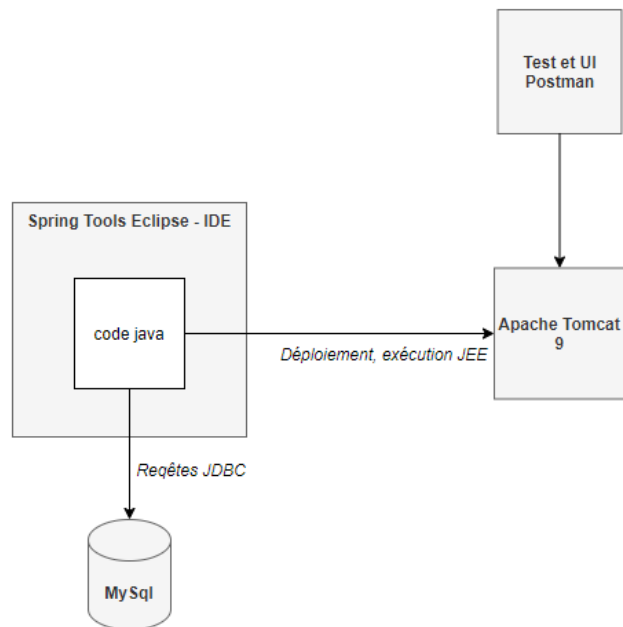 Test et UI
Postman
Spring Tools Eclipse - IDE
code java
Apache Tomcat
9
Déploiement, exécution JEE
Reqêtes JDBC
MySql